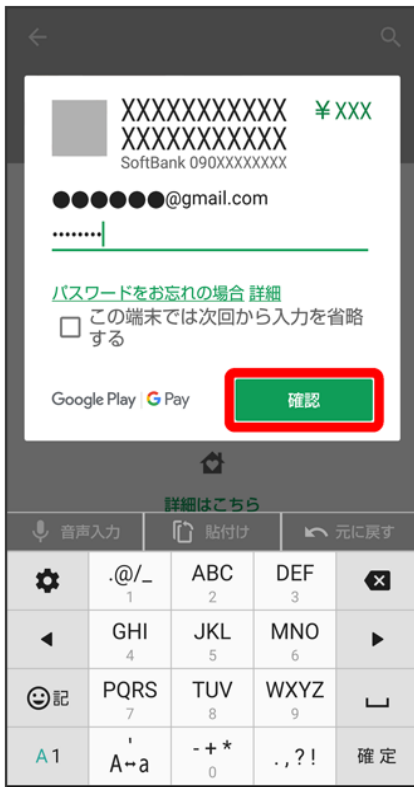 XXXXXXXXXXX ¥XXX
XXXXXXXXXXX
SoftBank 090XXXXXXXX
●●●●●●@gmail.com
••••••••
パスワードをお忘れの場合 詳細
この端末では次回から入力を省略
する
Google Play | G Pay
確認
詳細はこちら
音声入力 貼付け 元に戻す
.@/_ ABC DEF
1 2 3
GHI JKL MNO
4 5 6
記 PQRS TUV WXYZ
7 8 9
A1 ' - + * .,?! 確定
A↔a 0